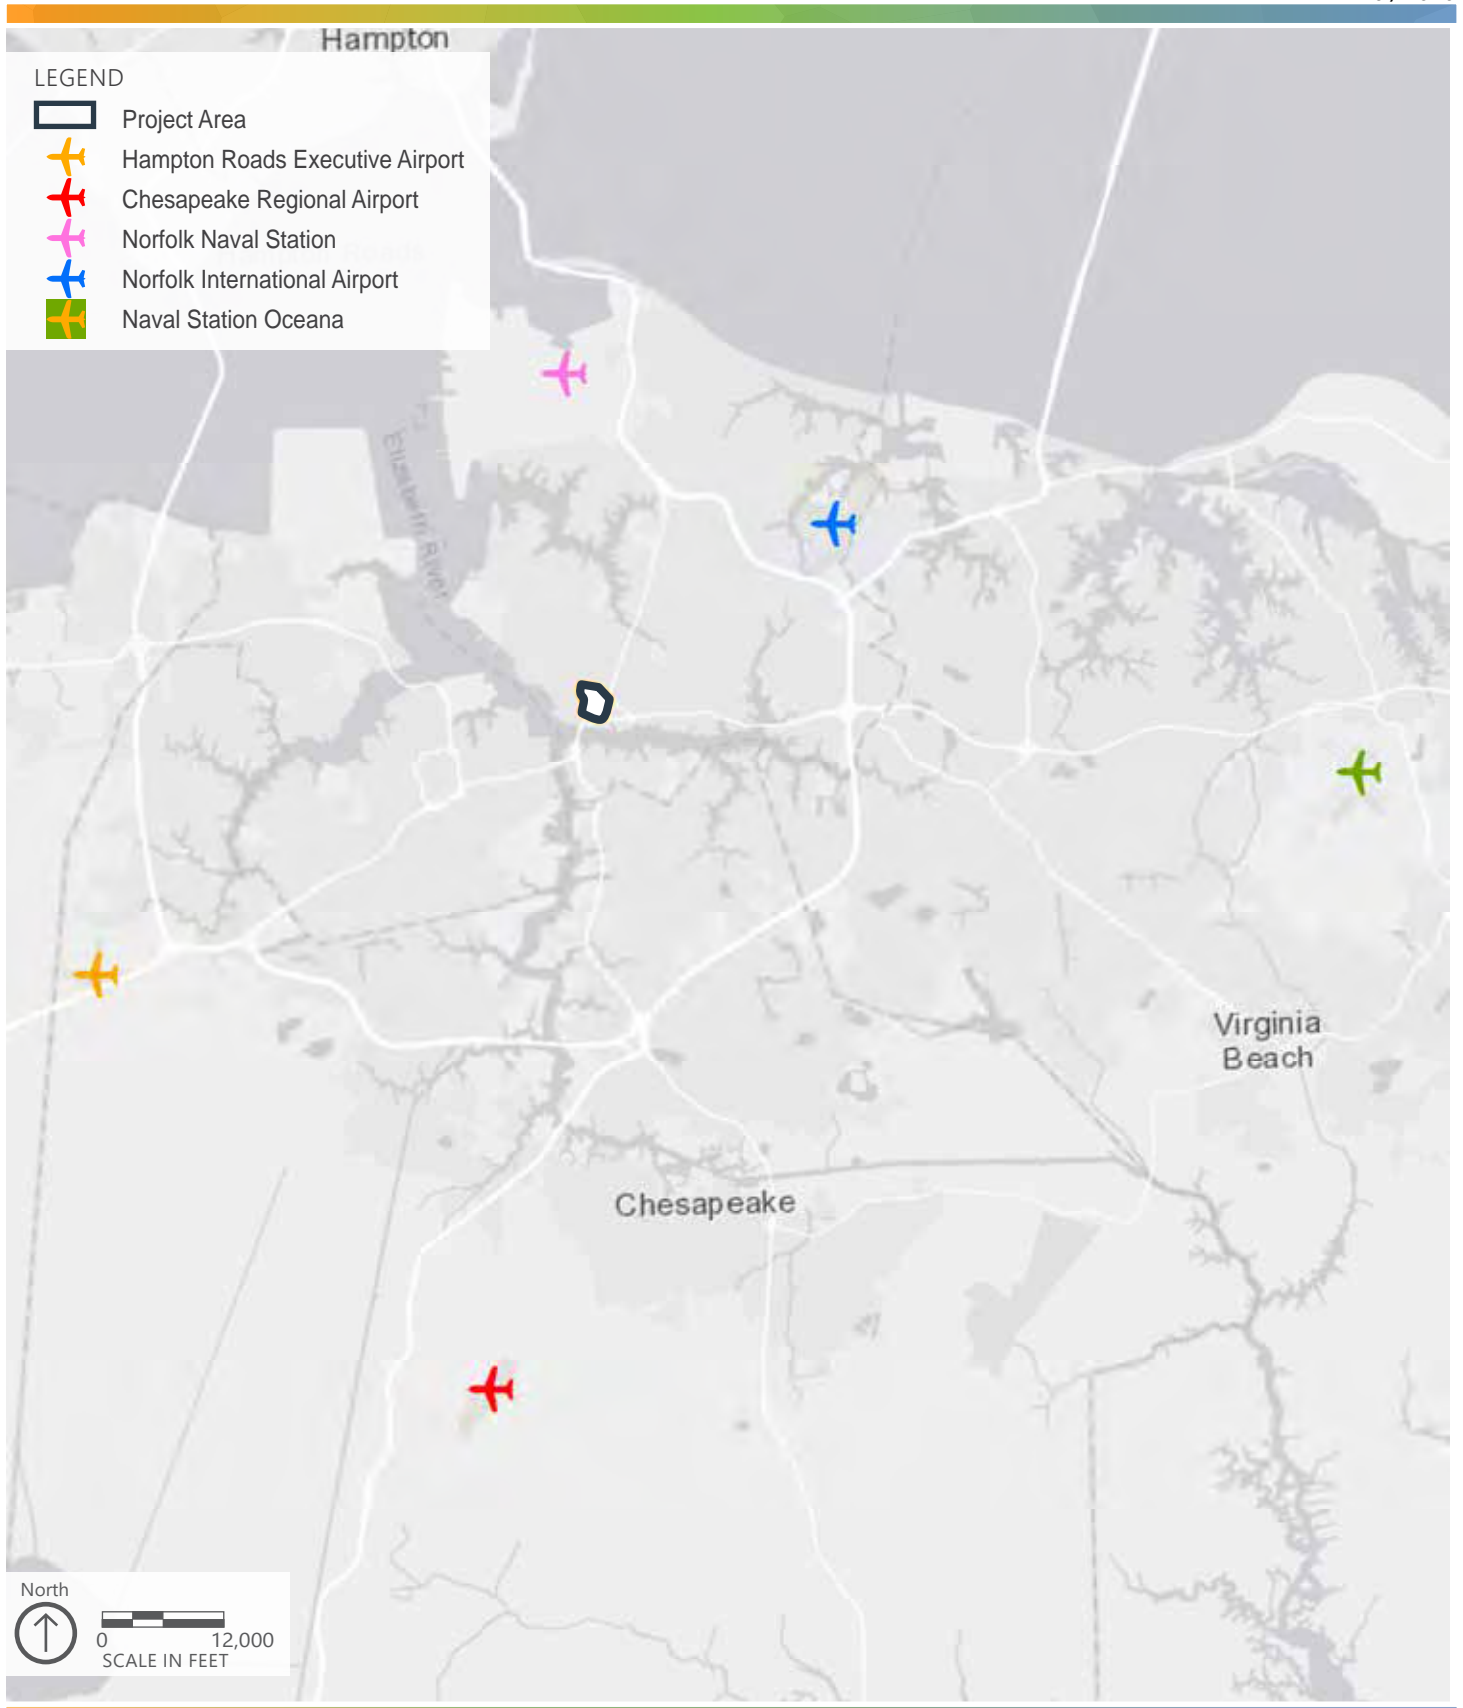 Hampton
LEGEND
Project Area
Hampton Roads Executive Airport
Chesapeake Regional Airport
Norfolk Naval Station
Roads
Norfolk International Airport
Naval Station Oceana
Elizabeth River
Virginia
Beach
Chesapeake
North
0 12,000
SCALE IN FEET